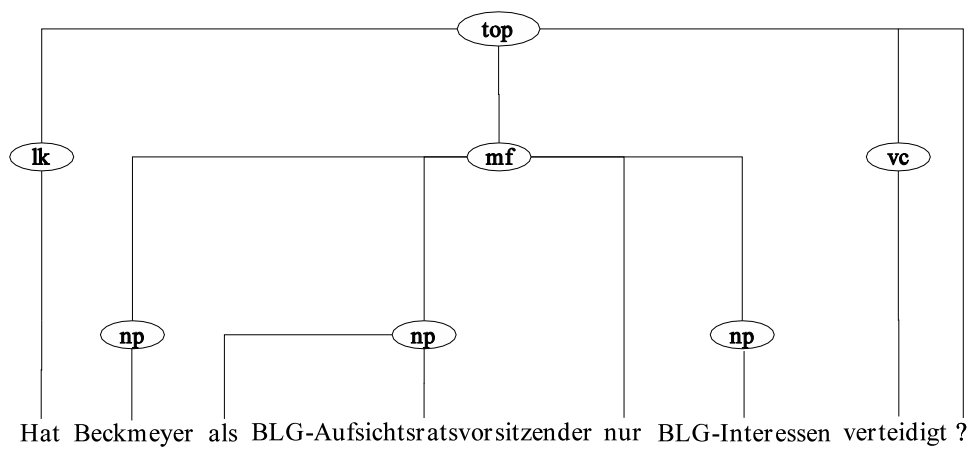 top
lk mf vc
np np np
Hat Beckmeyer als BLG-Aufsichtsratsvorsitzender nur BLG-Interessen verteidigt ?